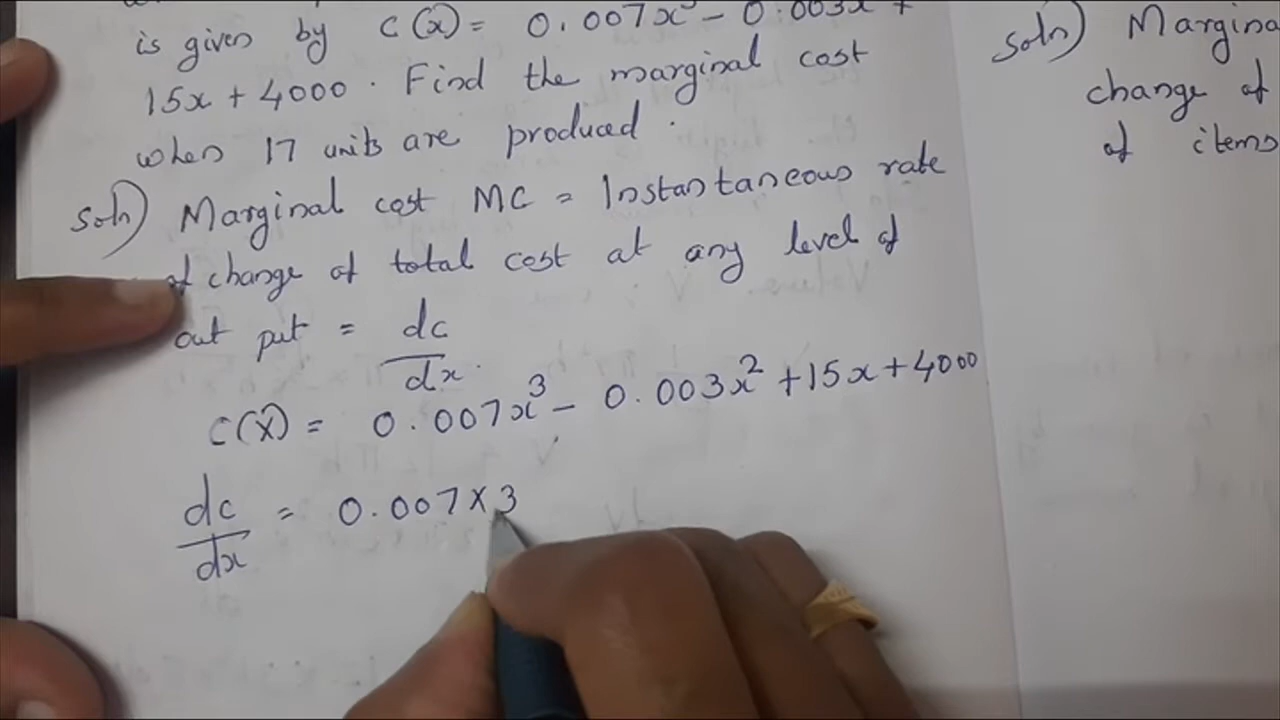 is given by C(x) = 0.007x³ - 0.003x² +
15x + 4000. Find the marginal cost
when 17 units are produced.
Soln) Marginal cost MC = Instantaneous rate
of change of total cost at any level of
out put = dc/dx.
C(x) = 0.007x³ - 0.003x² + 15x + 4000
dc/dx = 0.007 × 3
Soln) Margina
change of
of items